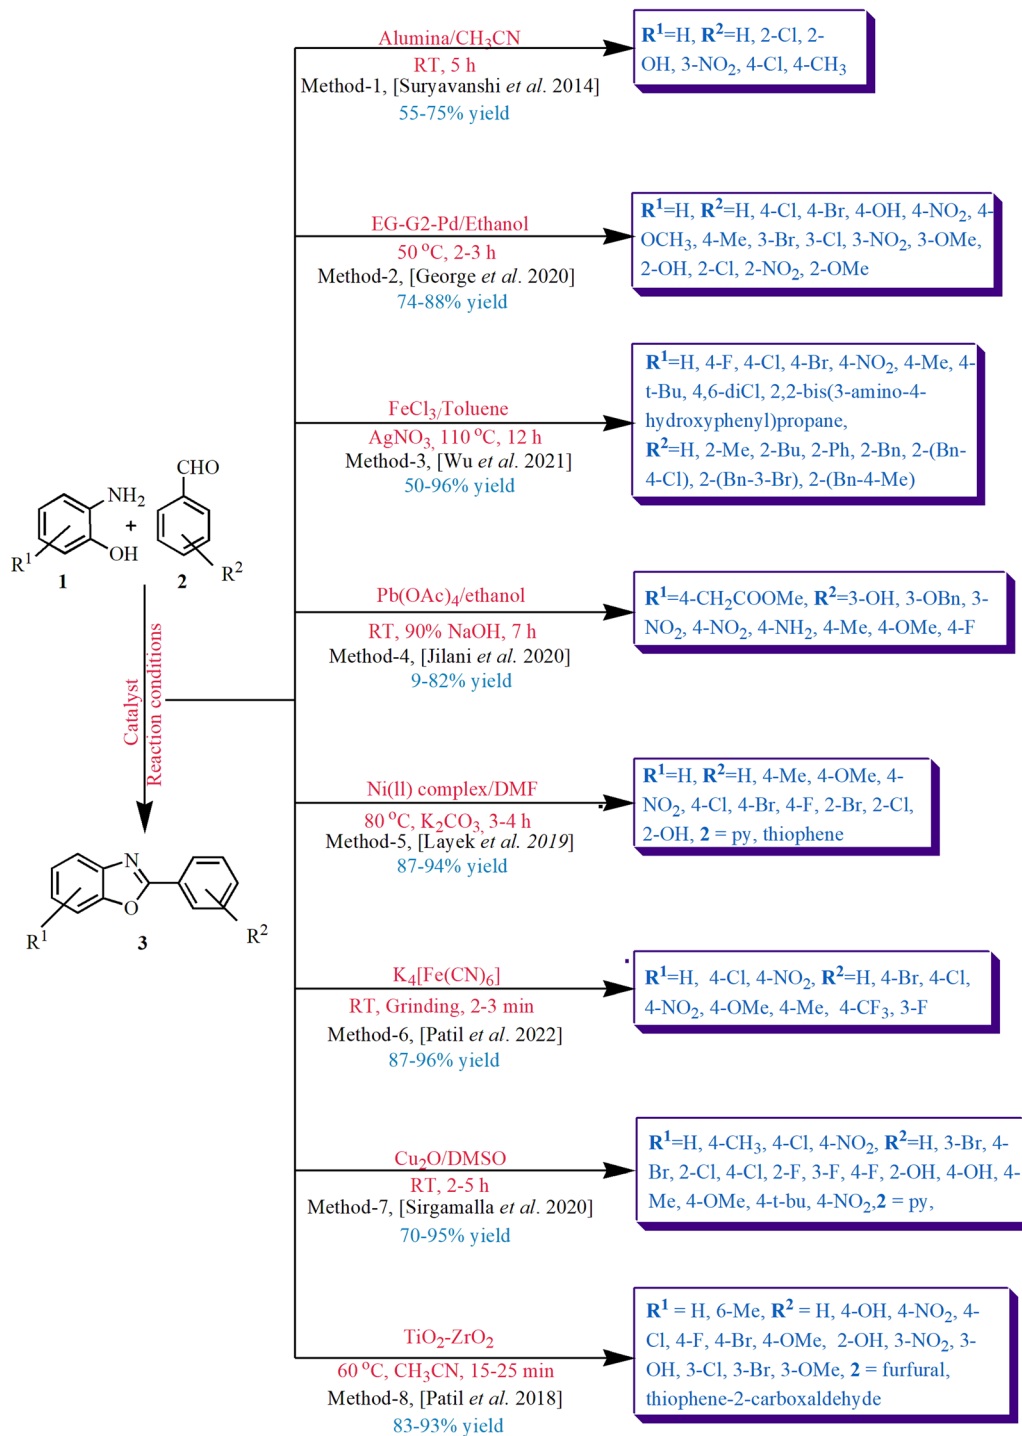 Alumina/CH₃CN
RT, 5 h
Method-1, [Suryavanshi et al. 2014]
55-75% yield
R¹=H, R²=H, 2-Cl, 2-
OH, 3-NO₂, 4-Cl, 4-CH₃
EG-G2-Pd/Ethanol
50 ºC, 2-3 h
Method-2, [George et al. 2020]
74-88% yield
R¹=H, R²=H, 4-Cl, 4-Br, 4-OH, 4-NO₂, 4-
OCH₃, 4-Me, 3-Br, 3-Cl, 3-NO₂, 3-OMe,
2-OH, 2-Cl, 2-NO₂, 2-OMe
FeCl₃/Toluene
AgNO₃, 110 ºC, 12 h
Method-3, [Wu et al. 2021]
50-96% yield
R¹=H, 4-F, 4-Cl, 4-Br, 4-NO₂, 4-Me, 4-
t-Bu, 4,6-diCl, 2,2-bis(3-amino-4-
hydroxyphenyl)propane,
R²=H, 2-Me, 2-Bu, 2-Ph, 2-Bn, 2-(Bn-
4-Cl), 2-(Bn-3-Br), 2-(Bn-4-Me)
NH₂
OH
R¹
1
+
CHO
R²
2
Catalyst
Reaction conditions
N
O
R¹
R²
3
Pb(OAc)₄/ethanol
RT, 90% NaOH, 7 h
Method-4, [Jilani et al. 2020]
9-82% yield
R¹=4-CH₂COOMe, R²=3-OH, 3-OBn, 3-
NO₂, 4-NO₂, 4-NH₂, 4-Me, 4-OMe, 4-F
Ni(ll) complex/DMF
80 ºC, K₂CO₃, 3-4 h
Method-5, [Layek et al. 2019]
87-94% yield
R¹=H, R²=H, 4-Me, 4-OMe, 4-
NO₂, 4-Cl, 4-Br, 4-F, 2-Br, 2-Cl,
2-OH, 2 = py, thiophene
K₄[Fe(CN)₆]
RT, Grinding, 2-3 min
Method-6, [Patil et al. 2022]
87-96% yield
R¹=H, 4-Cl, 4-NO₂, R²=H, 4-Br, 4-Cl,
4-NO₂, 4-OMe, 4-Me, 4-CF₃, 3-F
Cu₂O/DMSO
RT, 2-5 h
Method-7, [Sirgamalla et al. 2020]
70-95% yield
R¹=H, 4-CH₃, 4-Cl, 4-NO₂, R²=H, 3-Br, 4-
Br, 2-Cl, 4-Cl, 2-F, 3-F, 4-F, 2-OH, 4-OH, 4-
Me, 4-OMe, 4-t-bu, 4-NO₂,2 = py,
TiO₂-ZrO₂
60 ºC, CH₃CN, 15-25 min
Method-8, [Patil et al. 2018]
83-93% yield
R¹ = H, 6-Me, R² = H, 4-OH, 4-NO₂, 4-
Cl, 4-F, 4-Br, 4-OMe, 2-OH, 3-NO₂, 3-
OH, 3-Cl, 3-Br, 3-OMe, 2 = furfural,
thiophene-2-carboxaldehyde